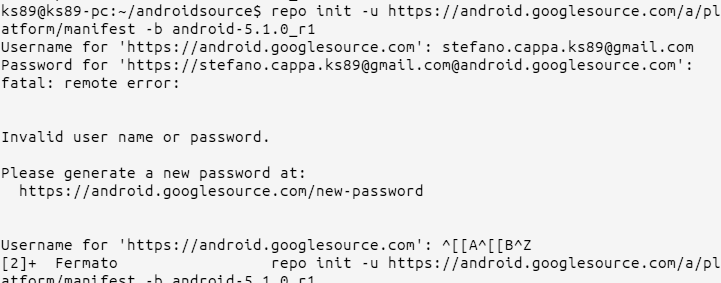 ks89@ks89-pc:~/androidsource$ repo init -u https://android.googlesource.com/a/pl
atform/manifest -b android-5.1.0_r1
Username for 'https://android.googlesource.com': stefano.cappa.ks89@gmail.com
Password for 'https://stefano.cappa.ks89@gmail.com@android.googlesource.com':
fatal: remote error:
Invalid user name or password.
Please generate a new password at:
https://android.googlesource.com/new-password
Username for 'https://android.googlesource.com': ^[[A^[[B^Z
[2]+  Fermato                 repo init -u https://android.googlesource.com/a/pl
atform/manifest -b android-5.1.0_r1